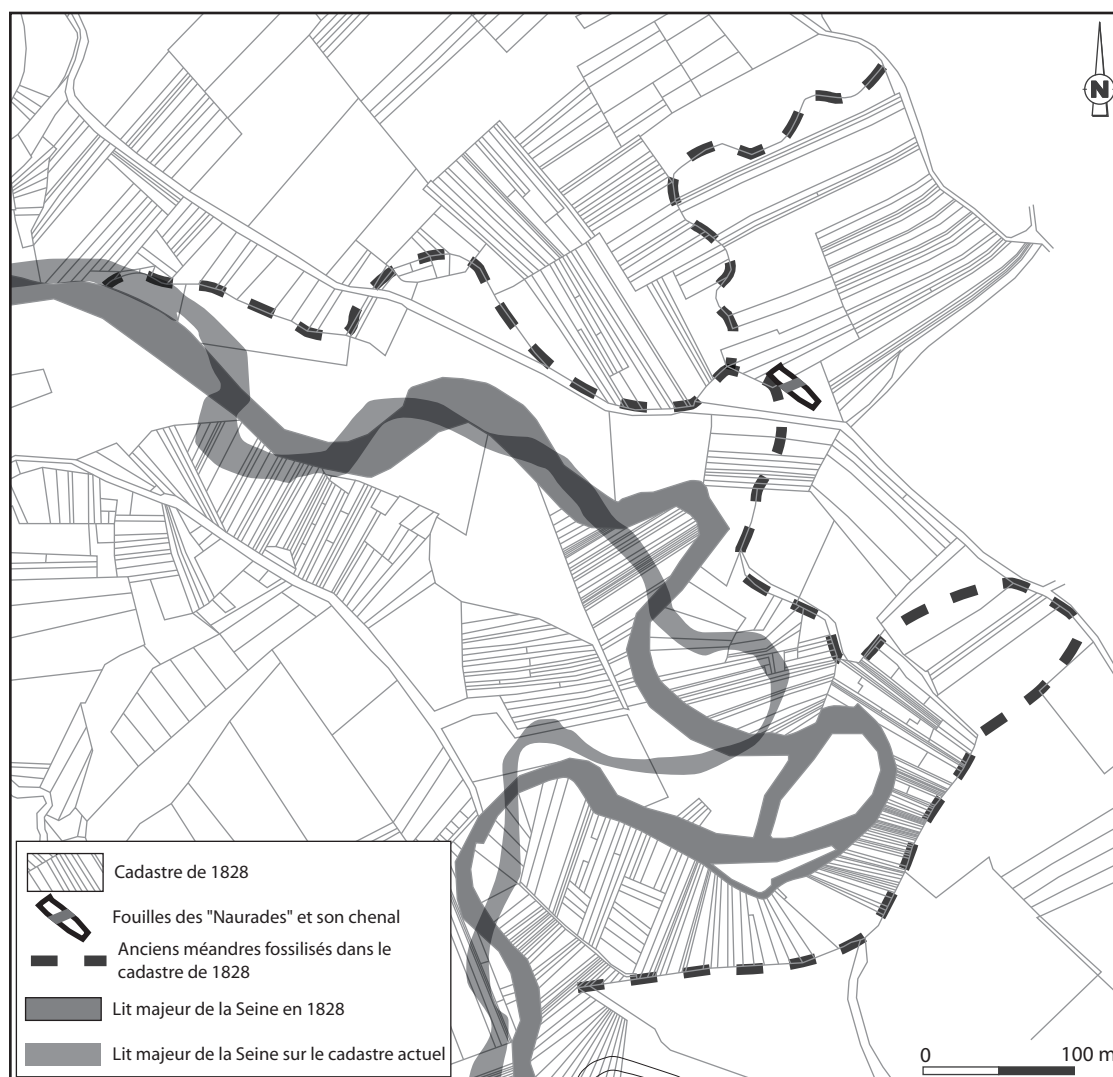 N
Cadastre de 1828
Fouilles des "Naurades" et son chenal
Anciens méandres fossilisés dans le
cadastre de 1828
Lit majeur de la Seine en 1828
Lit majeur de la Seine sur le cadastre actuel
0 100 m